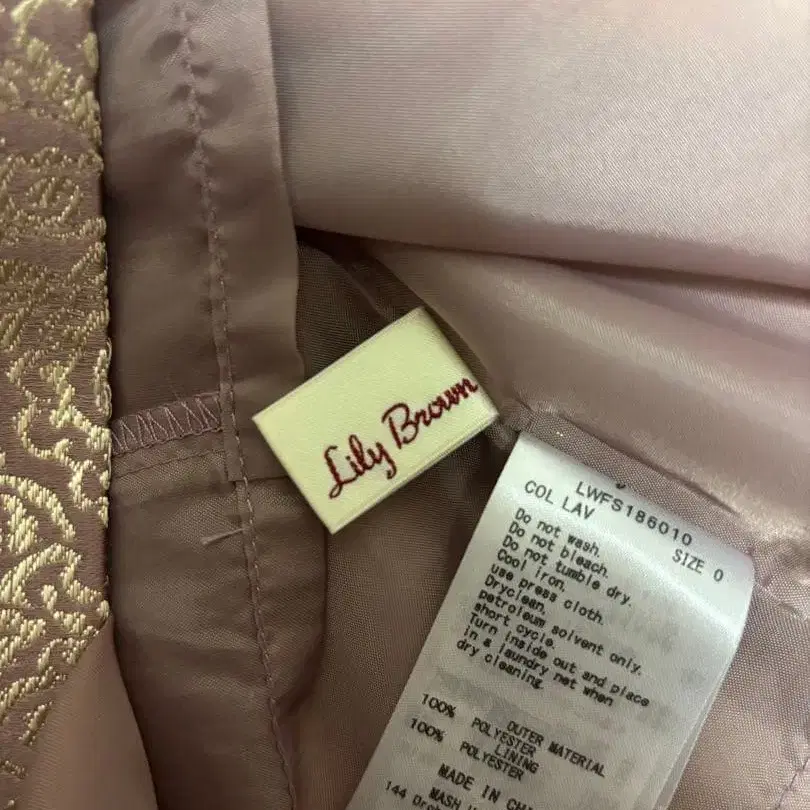 Lily Brown
LWFS186010
COL LAV
SIZE 0
Do not wash.
Do not bleach.
Do not tumble dry.
Cool iron.
use press cloth.
Dryclean.
petroleum solvent only.
short cycle.
Turn inside out and place
in a laundry net when
dry cleaning.
OUTER MATERIAL
100% POLYESTER
LINING
100% POLYESTER
MADE IN
MASH
144